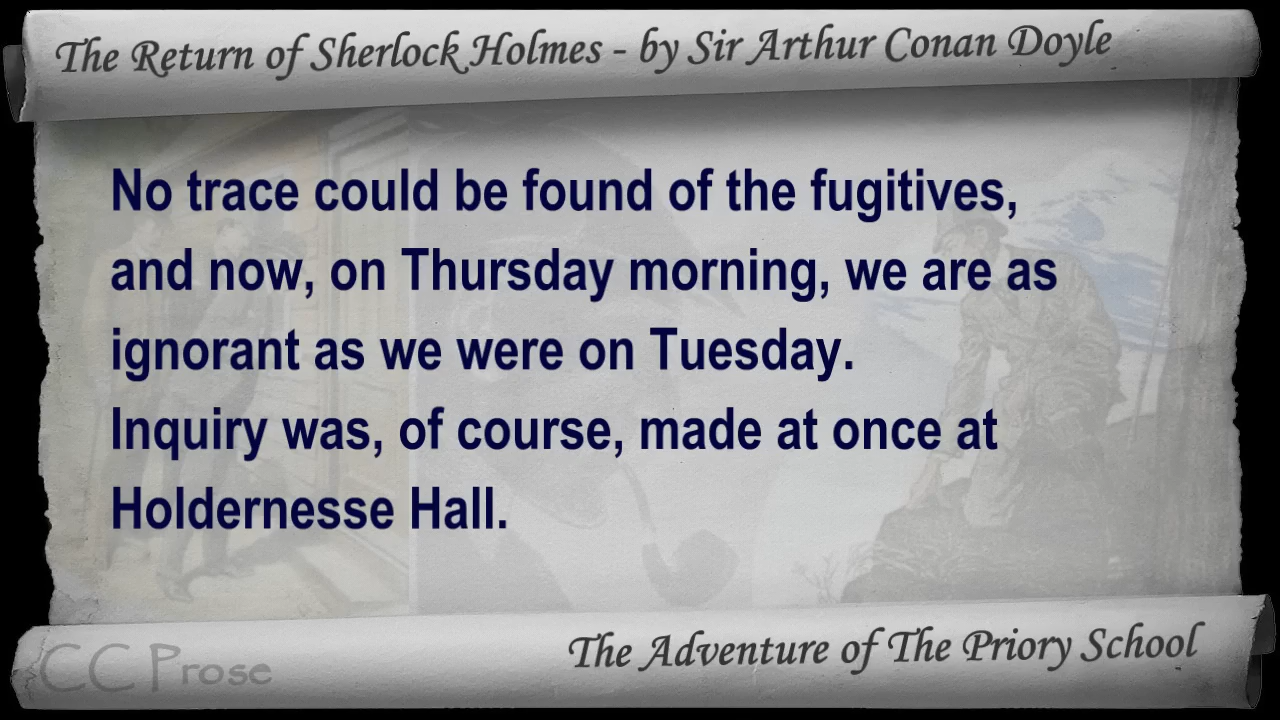 The Return of Sherlock Holmes - by Sir Arthur Conan Doyle
No trace could be found of the fugitives,
and now, on Thursday morning, we are as
ignorant as we were on Tuesday.
Inquiry was, of course, made at once at
Holdernesse Hall.
The Adventure of The Priory School
CC Prose